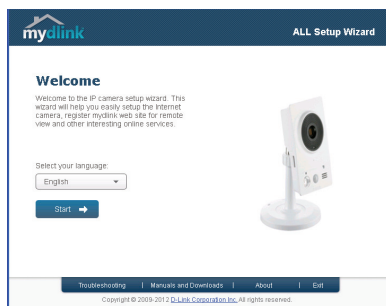 mydlink
ALL Setup Wizard
Welcome
Welcome to the IP camera setup wizard. This
wizard will help you easily setup the Internet
camera, register mydlink web site for remote
view and other interesting online services
Select your language:
English
Start
Troubleshooting | Manuals and Downloads | About | Exit
Copyright © 2009-2012 D-Link Corporation Inc. All rights reserved.